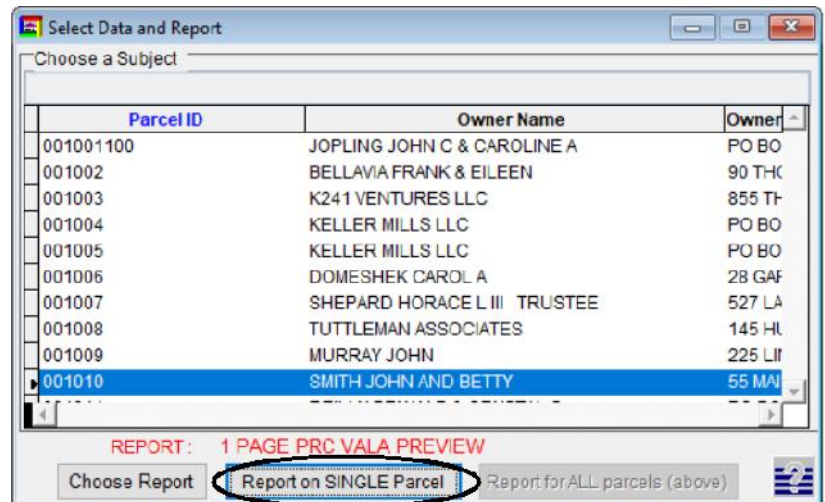 Select Data and Report
Choose a Subject
Parcel ID Owner Name Owner
001001100 JOPLING JOHN C & CAROLINE A PO BO
001002 BELLAVIA FRANK & EILEEN 90 THO
001003 K241 VENTURES LLC 855 TH
001004 KELLER MILLS LLC PO BO
001005 KELLER MILLS LLC PO BO
001006 DOMESHEK CAROL A 28 GAR
001007 SHEPARD HORACE L III TRUSTEE 527 LA
001008 TUTTLEMAN ASSOCIATES 145 HU
001009 MURRAY JOHN 225 LIN
001010 SMITH JOHN AND BETTY 55 MAI
REPORT : 1 PAGE PRC VALA PREVIEW
Choose Report Report on SINGLE Parcel Report for ALL parcels (above) ?